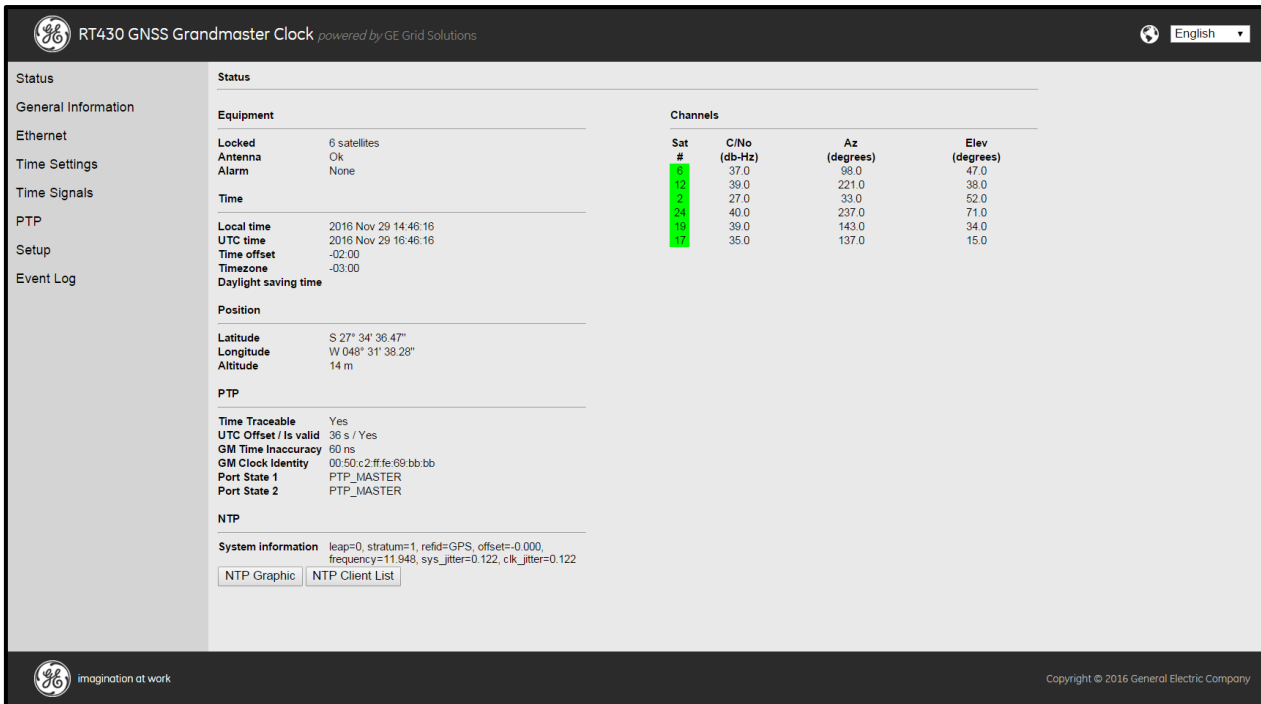 RT430 GNSS Grandmaster Clock powered by GE Grid Solutions
English
Status
General Information
Ethernet
Time Settings
Time Signals
PTP
Setup
Event Log
Status
Equipment
Locked 6 satellites
Antenna Ok
Alarm None
Time
Local time 2016 Nov 29 14:46:16
UTC time 2016 Nov 29 16:46:16
Time offset -02:00
Timezone -03:00
Daylight saving time
Position
Latitude S 27° 34' 36.47"
Longitude W 048° 31' 38.28"
Altitude 14 m
PTP
Time Traceable Yes
UTC Offset / Is valid 36 s / Yes
GM Time Inaccuracy 60 ns
GM Clock Identity 00:50:c2:ff:fe:69:bb:bb
Port State 1 PTP_MASTER
Port State 2 PTP_MASTER
NTP
System information leap=0, stratum=1, refid=GPS, offset=-0.000,
frequency=11.948, sys_jitter=0.122, clk_jitter=0.122
NTP Graphic NTP Client List
Channels
Sat C/No Az Elev
# (db-Hz) (degrees) (degrees)
6 37.0 98.0 47.0
12 39.0 221.0 38.0
2 27.0 33.0 52.0
24 40.0 237.0 71.0
19 39.0 143.0 34.0
17 35.0 137.0 15.0
GE imagination at work
Copyright © 2016 General Electric Company